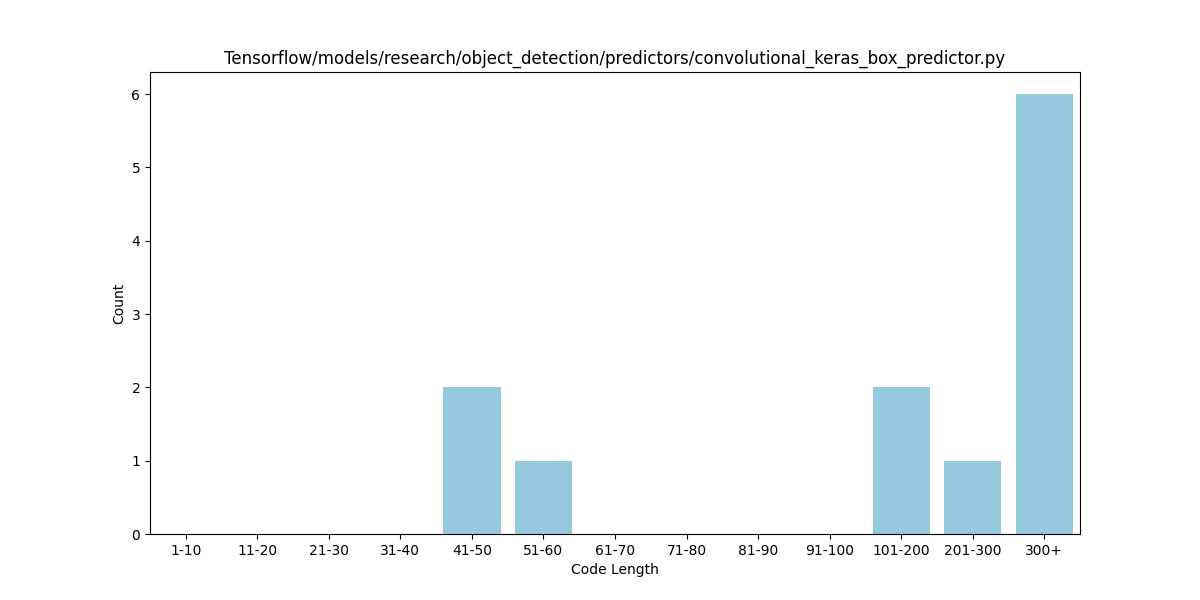 Tensorflow/models/research/object_detection/predictors/convolutional_keras_box_predictor.py
6
5
4
3
2
1
0
Count
1-10 11-20 21-30 31-40 41-50 51-60 61-70 71-80 81-90 91-100 101-200 201-300 300+
Code Length